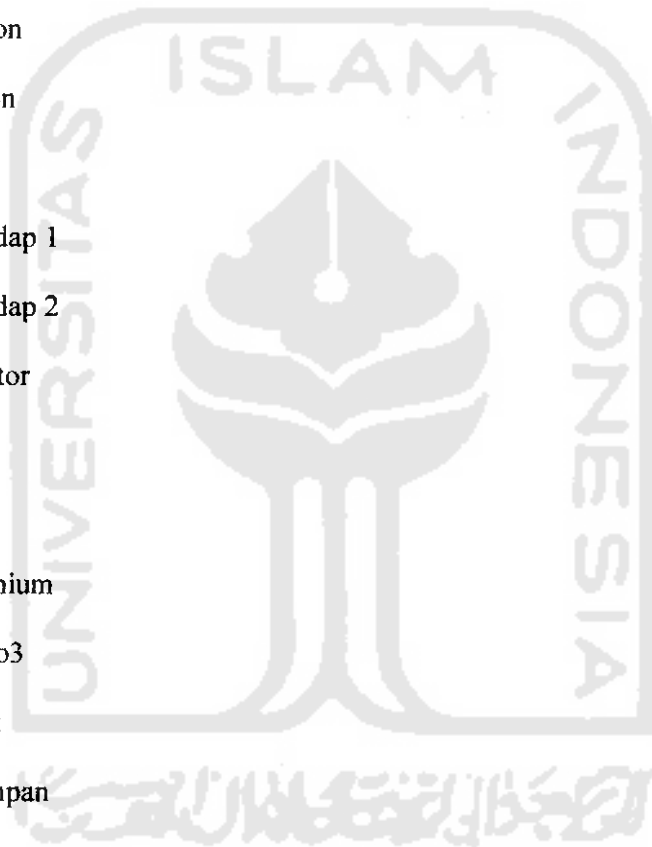 on
n
dap 1
dap 2
tor
nium
o3
npan
UNIVERSITAS
ISLAM
INDONESIA